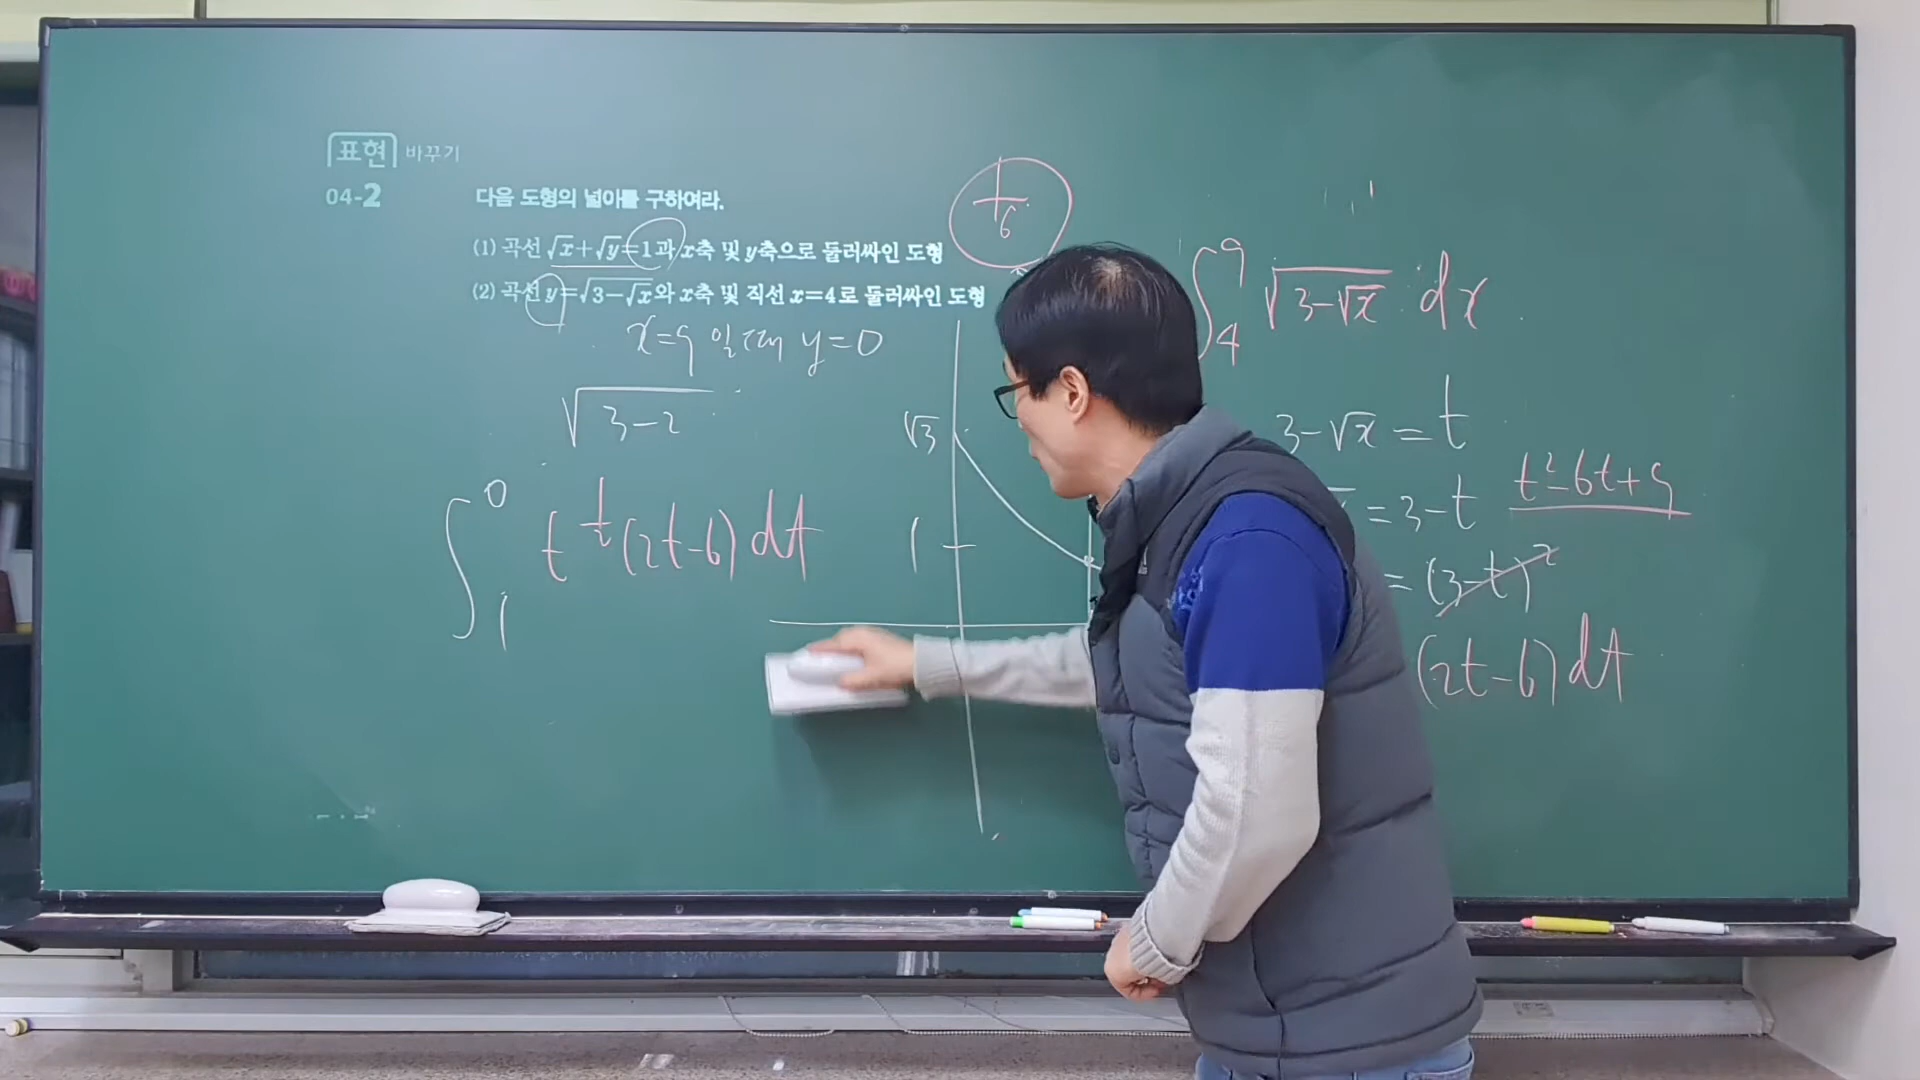 표현 바꾸기
04-2
다음 도형의 넓이를 구하여라.
(1) 곡선 √x+√y=1과 x축 및 y축으로 둘러싸인 도형
(2) 곡선 y=√(3-√x)와 x축 및 직선 x=4로 둘러싸인 도형
1/6
x=9 일때 y=0
√(3-2)
∫₁⁰ t^(1/2) (2t-6) dt
√3
1
∫₄⁹ √(3-√x) dx
3-√x = t
= 3-t
t²-6t+9
= (3-t)²
(2t-6) dt